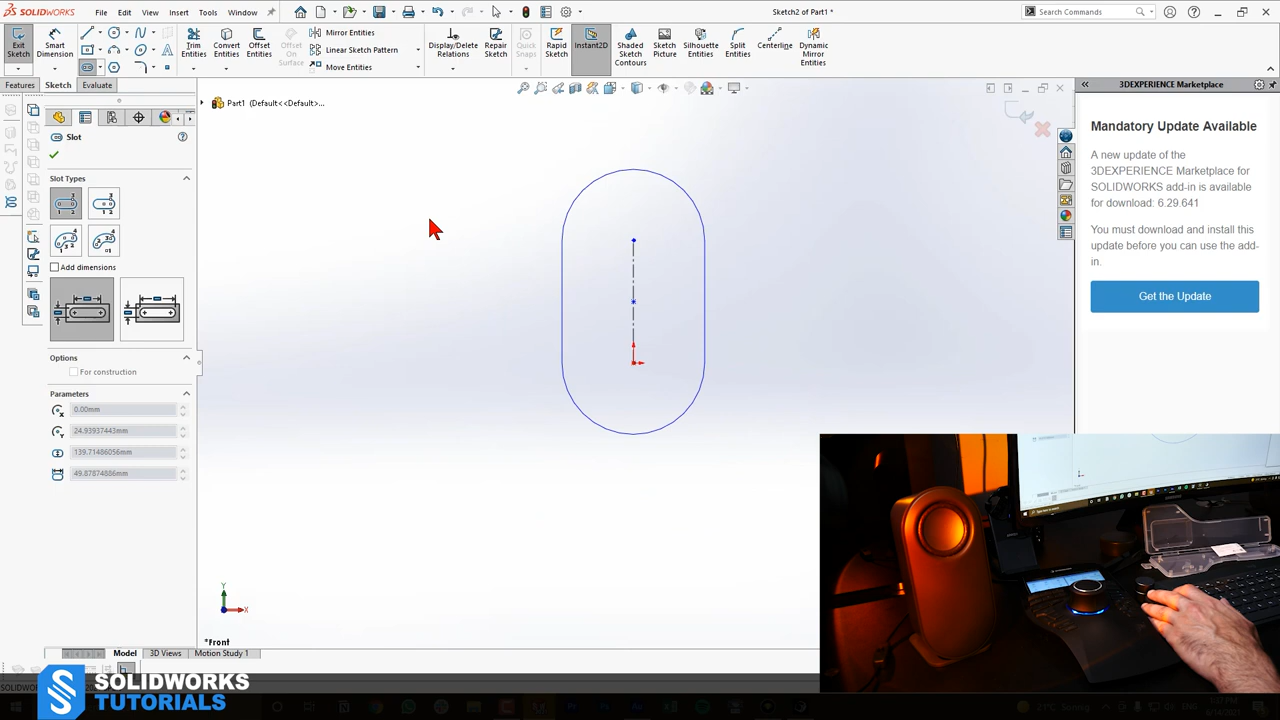 SOLIDWORKS
File Edit View Insert Tools Window
Sketch2 of Part1 *
Search Commands
Exit Sketch
Smart Dimension
Trim Entities
Convert Entities
Offset Entities
Offset On Surface
Mirror Entities
Linear Sketch Pattern
Move Entities
Display/Delete Relations
Repair Sketch
Quick Snaps
Rapid Sketch
Instant2D
Shaded Sketch Contours
Sketch Picture
Silhouette Entities
Split Entities
Centerline
Dynamic Mirror Entities
Features Sketch Evaluate
Part1 (Default<<Default>...
3DEXPERIENCE Marketplace
Slot
Slot Types
Add dimensions
Options
For construction
Parameters
0.00mm
24.93937443mm
139.71486056mm
49.87874886mm
Mandatory Update Available
A new update of the
3DEXPERIENCE Marketplace for
SOLIDWORKS add-in is available
for download: 6.29.641
You must download and install this
update before you can use the add-
in.
Get the Update
Y
X
*Front
Model 3D Views Motion Study 1
SOLIDWORKS
TUTORIALS